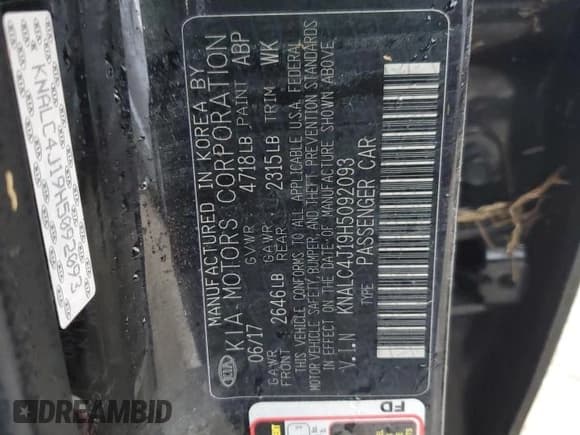 KNALC4J19H5092093
MANUFACTURED IN KOREA BY
KIA MOTORS CORPORATION
06/17 GVWR 4718LB PAINT ABP
GAWR FRONT : 2646LB GAWR REAR : 2315LB TRIM WK
THIS VEHICLE CONFORMS TO ALL APPLICABLE U.S.A. FEDERAL
MOTOR VEHICLE SAFETY, BUMPER, AND THEFT PREVENTION STANDARDS
IN EFFECT ON THE DATE OF MANUFACTURE SHOWN ABOVE.
V.I.N : KNALC4J19H5092093
TYPE : PASSENGER CAR
KIA
FD
DREAMBID